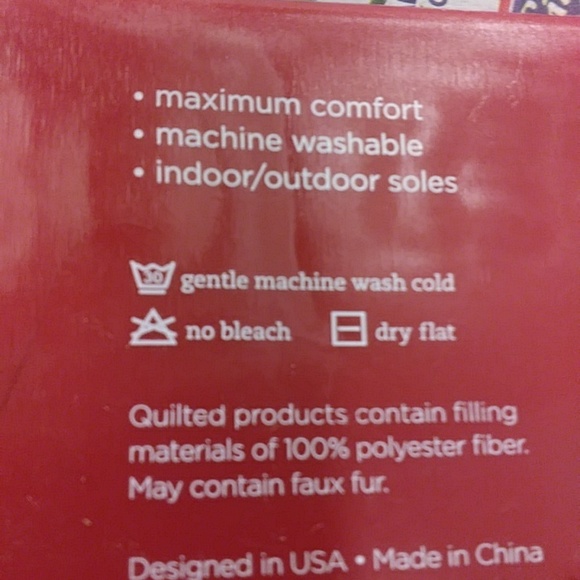 • maximum comfort
• machine washable
• indoor/outdoor soles
30 gentle machine wash cold
no bleach dry flat
Quilted products contain filling
materials of 100% polyester fiber.
May contain faux fur.
Designed in USA • Made in China